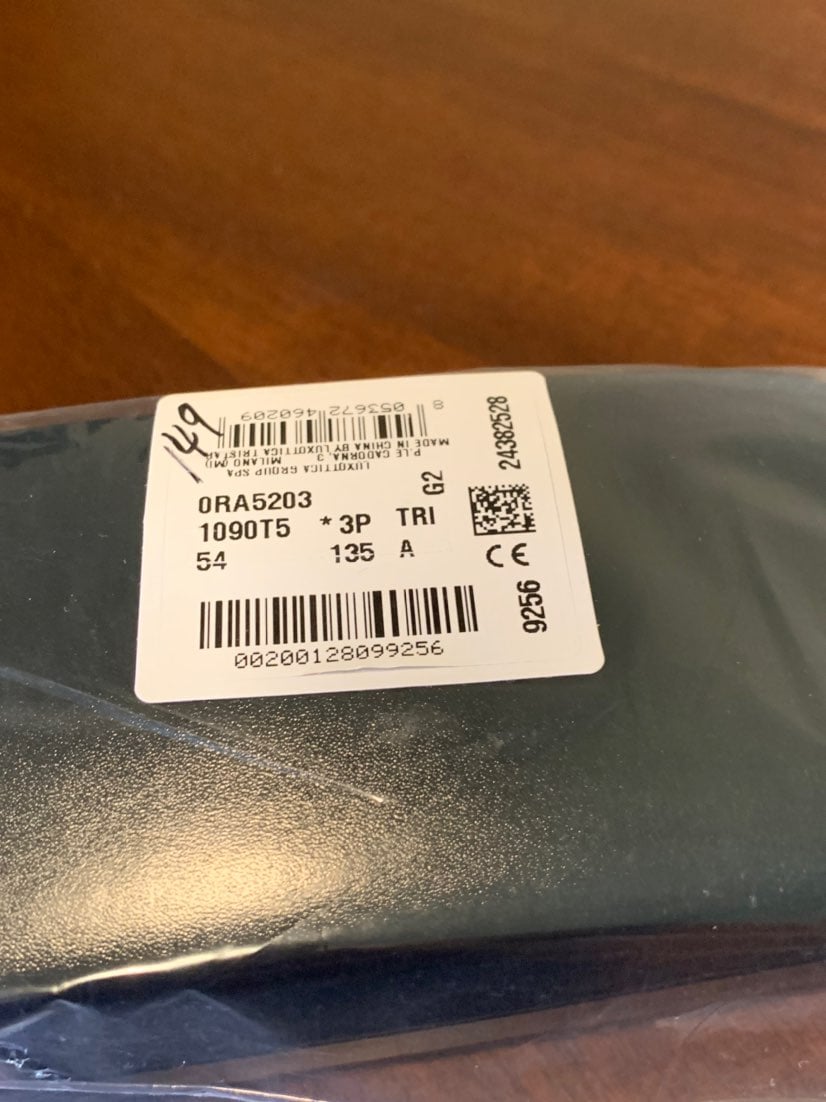 149
8 053672 460209
MADE IN CHINA BY LUXOTTICA TRISTAR
P.LE CADORNA, 3 MILANO (MI)
LUXOTTICA GROUP SPA
0RA5203
1090T5 * 3P TRI
54 135 A
G2
24382528
CE
9256
00200128099256